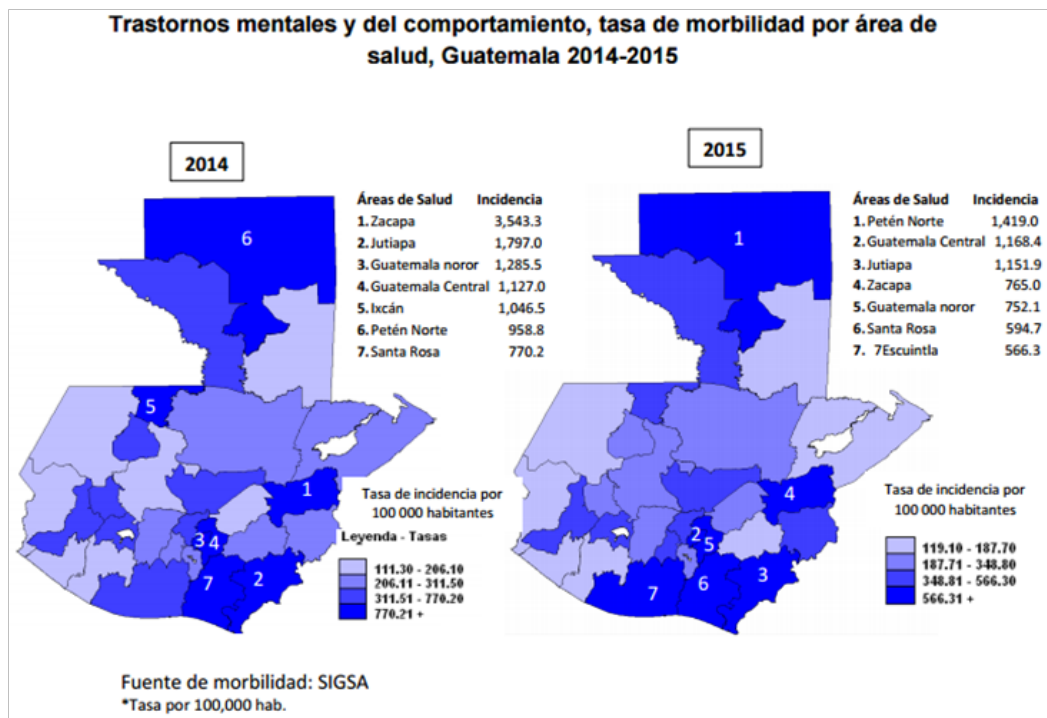 Trastornos mentales y del comportamiento, tasa de morbilidad por área de
salud, Guatemala 2014-2015
2014
Áreas de Salud Incidencia
1. Zacapa 3,543.3
2. Jutiapa 1,797.0
3. Guatemala noror 1,285.5
4. Guatemala Central 1,127.0
5. Ixcán 1,046.5
6. Petén Norte 958.8
7. Santa Rosa 770.2
6
5
1
3 4
7
2
Tasa de incidencia por
100 000 habitantes
Leyenda - Tasas
111.30 - 206.10
206.11 - 311.50
311.51 - 770.20
770.21 +
2015
Áreas de Salud Incidencia
1. Petén Norte 1,419.0
2. Guatemala Central 1,168.4
3. Jutiapa 1,151.9
4. Zacapa 765.0
5. Guatemala noror 752.1
6. Santa Rosa 594.7
7. 7Escuintla 566.3
1
4
2
5
3
6
7
Tasa de incidencia por
100 000 habitantes
119.10 - 187.70
187.71 - 348.80
348.81 - 566.30
566.31 +
Fuente de morbilidad: SIGSA
*Tasa por 100,000 hab.